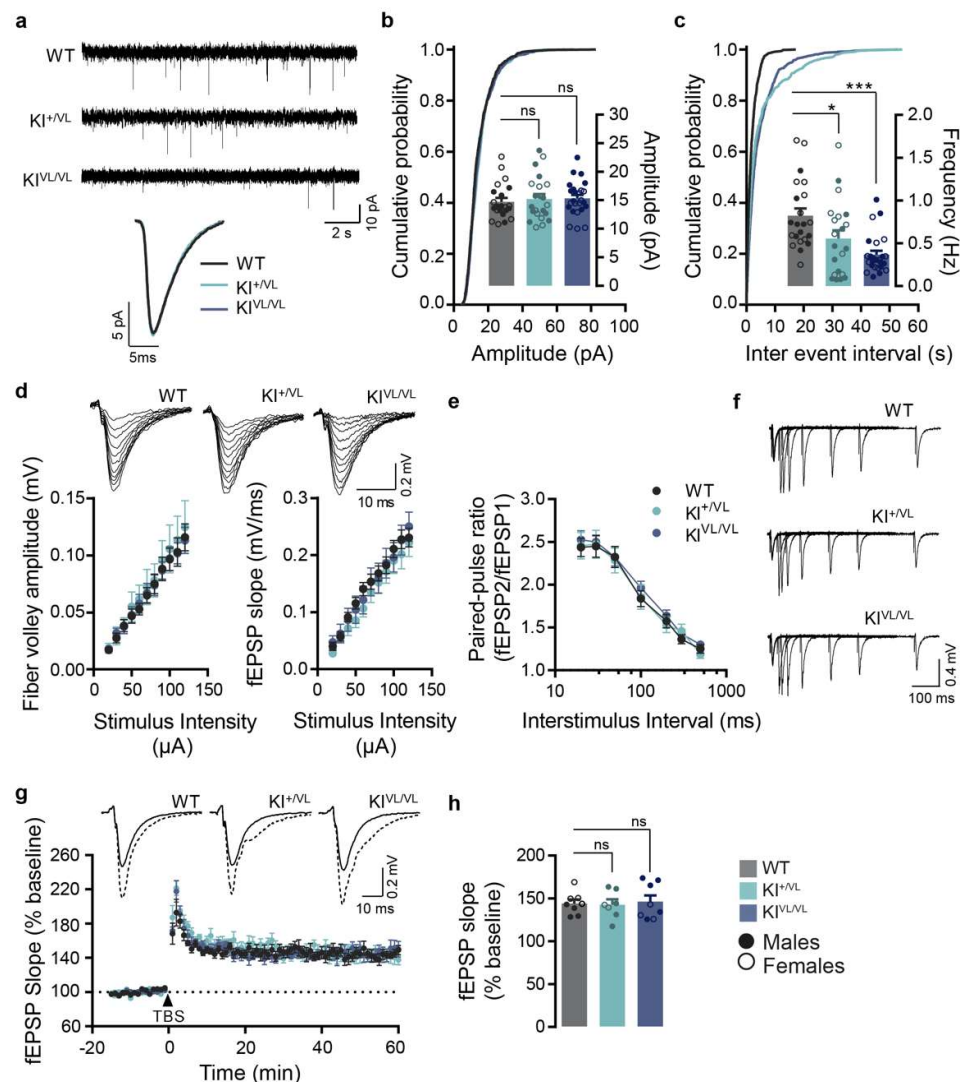 a
WT
KI+/VL
KIVL/VL
10 pA
2 s
WT
KI+/VL
KIVL/VL
5 pA
5ms
b
Cumulative probability
1.0
0.8
0.6
0.4
0.2
0.0
0 20 40 60 80 100
Amplitude (pA)
ns
ns
30
25
20
15
10
5
0
Amplitude (pA)
c
Cumulative probability
1.0
0.8
0.6
0.4
0.2
0.0
0 10 20 30 40 50 60
Inter event interval (s)
***
*
2.0
1.5
1.0
0.5
0.0
Frequency (Hz)
d
WT KI+/VL KIVL/VL
0.2 mV
10 ms
Fiber volley amplitude (mV)
0.15
0.10
0.05
0.00
0 50 100 150
Stimulus Intensity
(µA)
fEPSP slope (mV/ms)
0.3
0.2
0.1
0.0
0 50 100 150
Stimulus Intensity
(µA)
e
Paired-pulse ratio
(fEPSP2/fEPSP1)
3.0
2.5
2.0
1.5
1.0
10 100 1000
Interstimulus Interval (ms)
WT
KI+/VL
KIVL/VL
f
WT
KI+/VL
KIVL/VL
0.4 mV
100 ms
g
WT KI+/VL KIVL/VL
0.2 mV
10 ms
fEPSP Slope (% baseline)
260
220
180
140
100
60
TBS
-20 0 20 40 60
Time (min)
h
fEPSP slope
(% baseline)
200
150
100
50
0
ns
ns
WT
KI+/VL
KIVL/VL
Males
Females